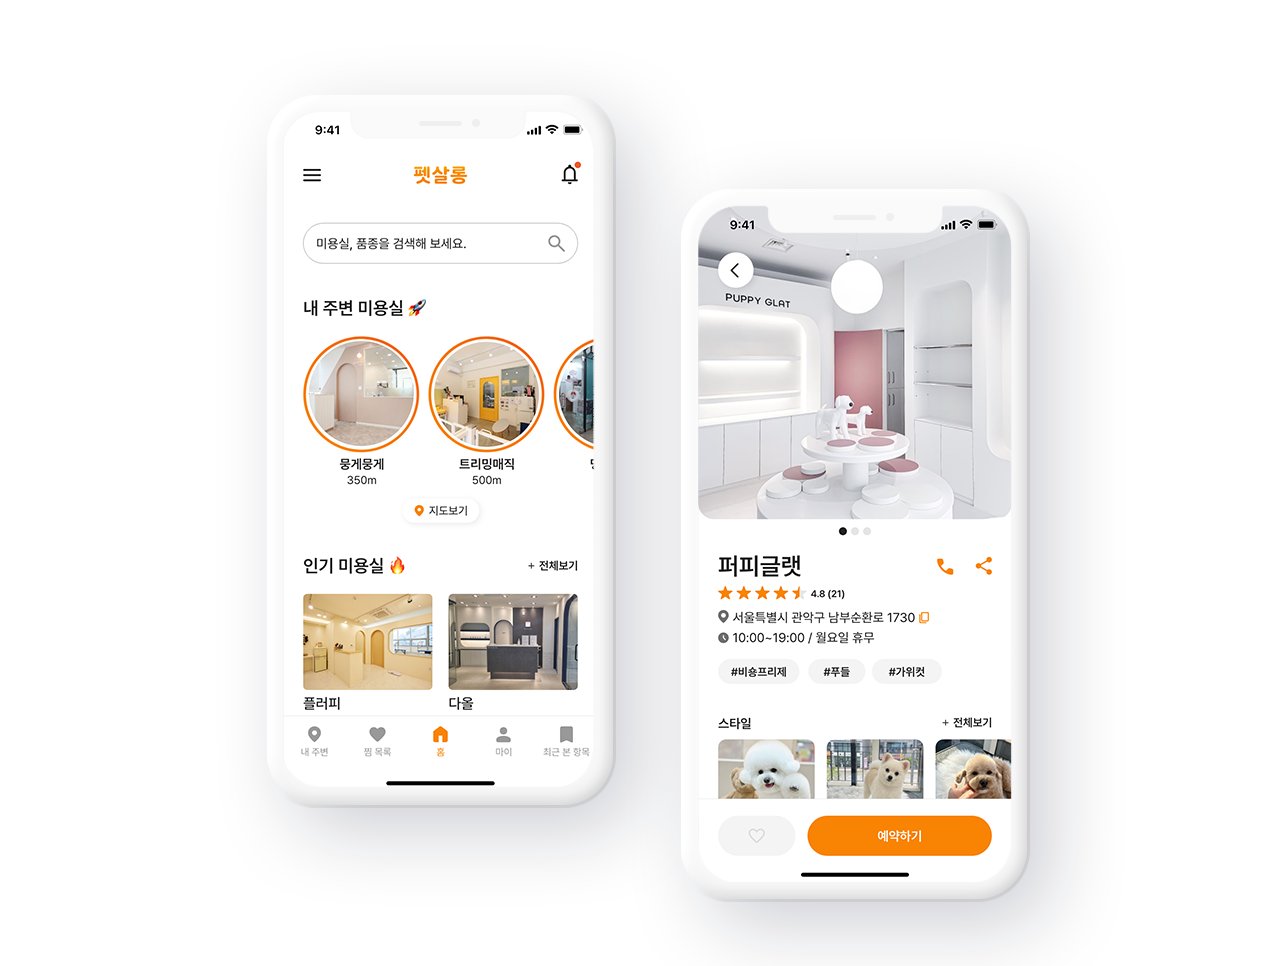 9:41
펫살롱
미용실, 품종을 검색해 보세요.
내 주변 미용실 🚀
뭉게뭉게
350m
트리밍매직
500m
지도보기
인기 미용실 🔥
+ 전체보기
플러피
다올
내 주변
찜 목록
홈
마이
최근 본 항목
9:41
PUPPY GLAT
퍼피글랫
4.8 (21)
서울특별시 관악구 남부순환로 1730
10:00~19:00 / 월요일 휴무
#비숑프리제
#푸들
#가위컷
스타일
+ 전체보기
예약하기